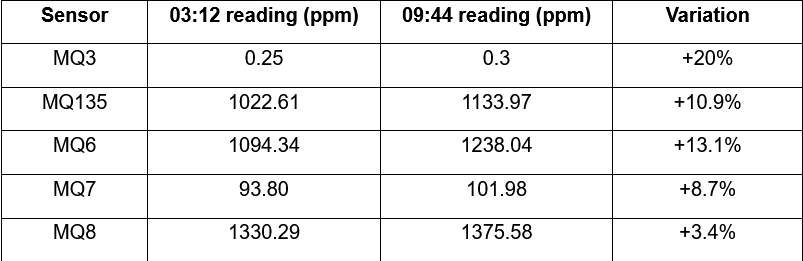 Sensor 03:12 reading (ppm) 09:44 reading (ppm) Variation
MQ3 0.25 0.3 +20%
MQ135 1022.61 1133.97 +10.9%
MQ6 1094.34 1238.04 +13.1%
MQ7 93.80 101.98 +8.7%
MQ8 1330.29 1375.58 +3.4%